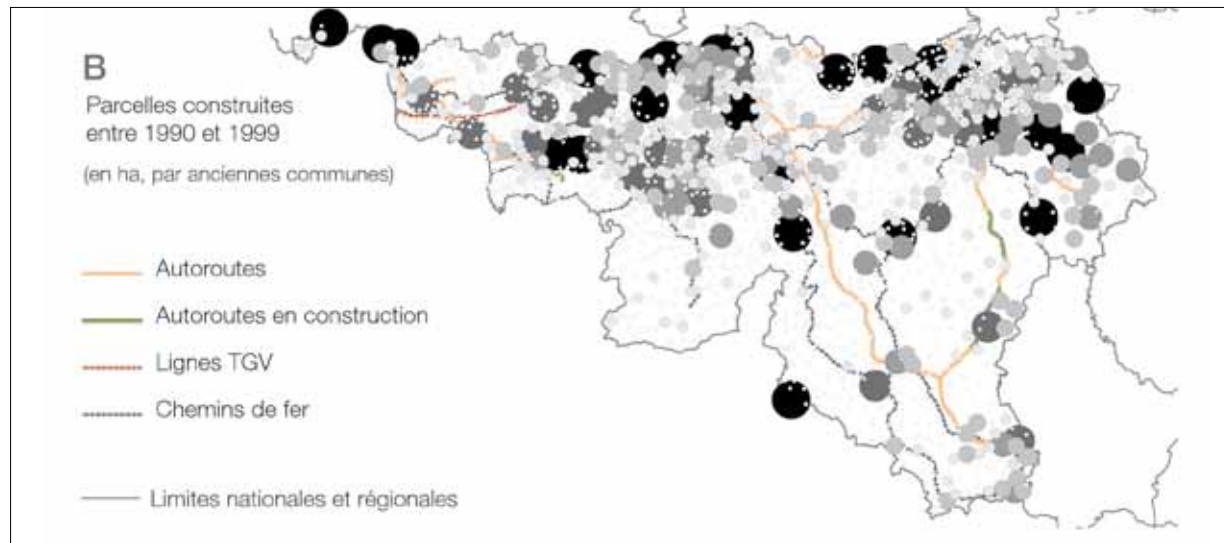 B
Parcelles construites
entre 1990 et 1999
(en ha, par anciennes communes)
Autoroutes
Autoroutes en construction
Lignes TGV
Chemins de fer
Limites nationales et régionales